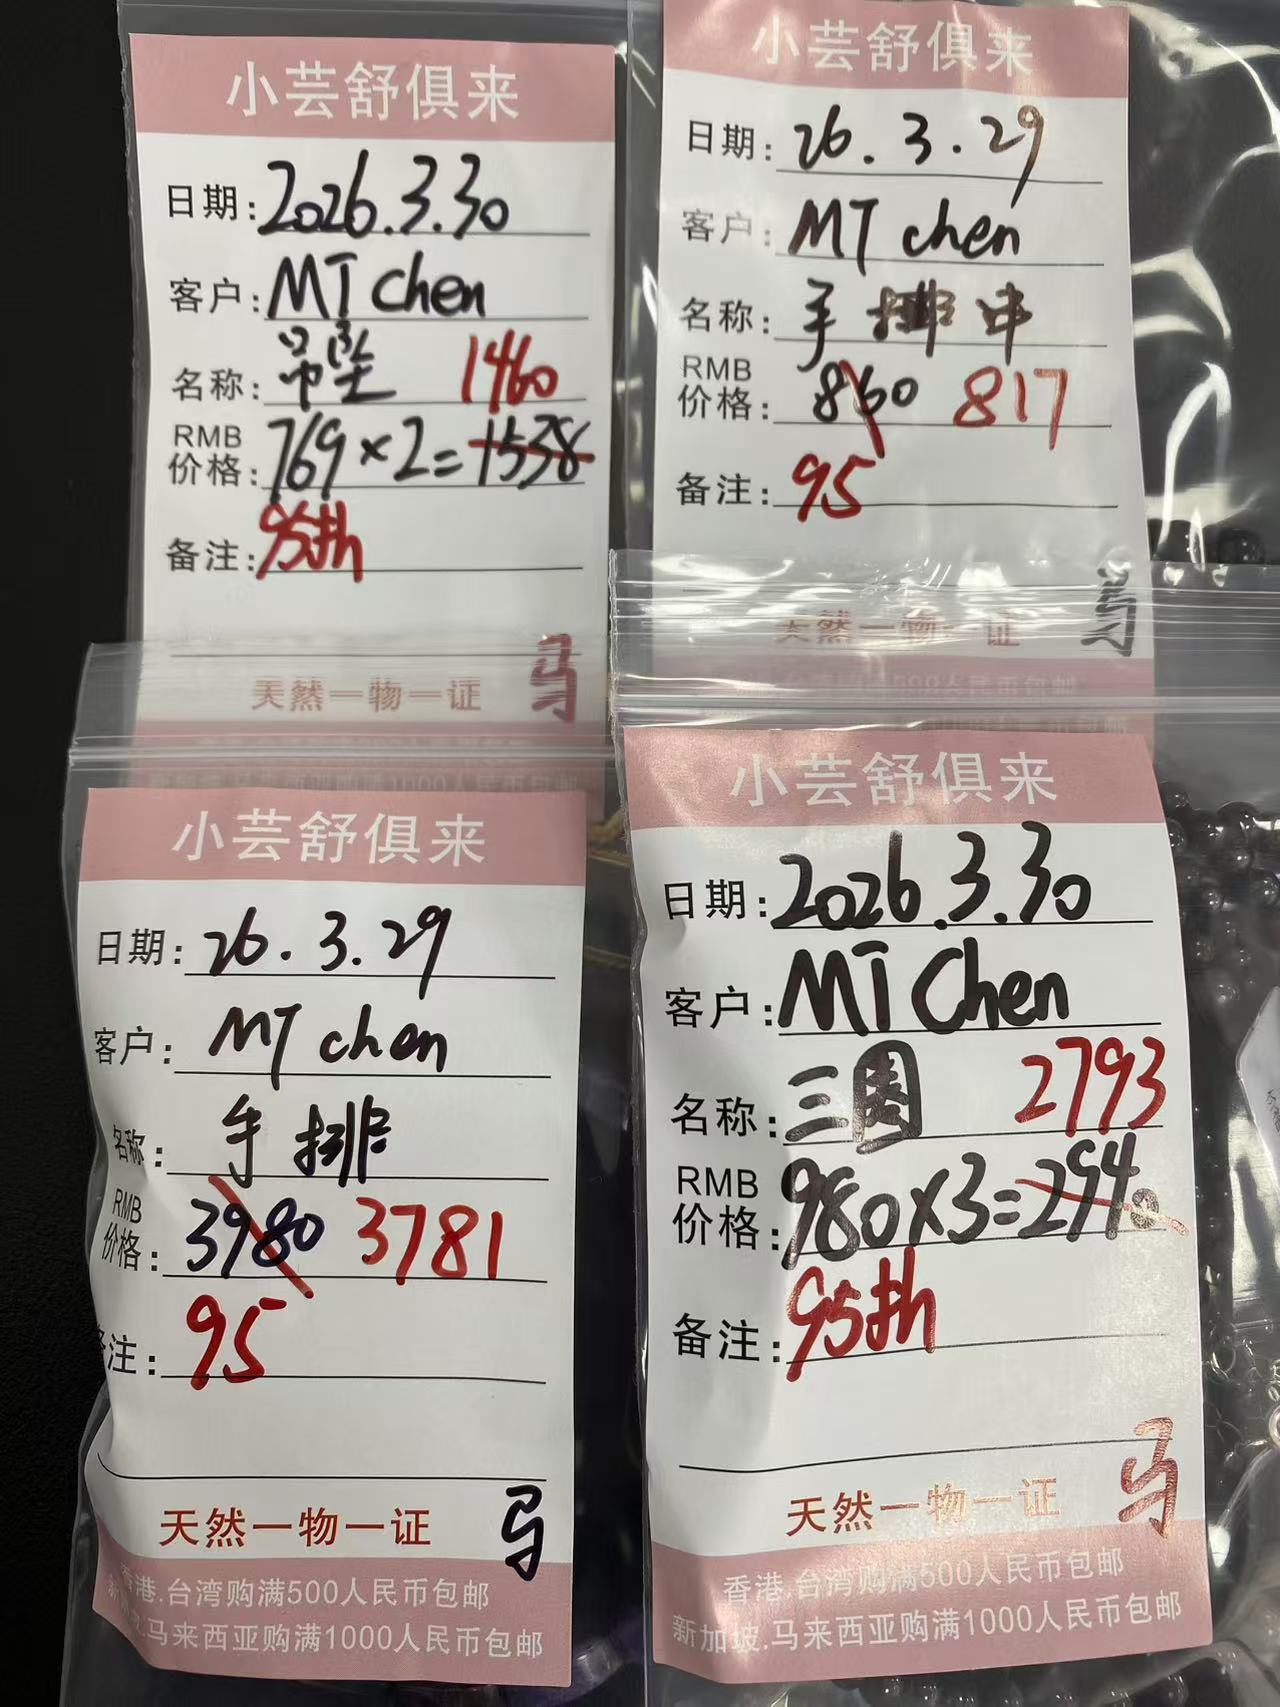 小芸舒俱来
日期:2026.3.30
客户:MT Chen
名称:吊坠 1460
RMB
价格:769×2=1538
备注:95折
天然一物一证 马
小芸舒俱来
日期:26.3.29
客户:MT chen
名称:手排串
RMB
价格:860 817
备注:95
天然一物一证 马
小芸舒俱来
日期:26.3.29
客户:MT chen
名称:手排
RMB
价格:3980 3781
备注:95
天然一物一证 马
香港.台湾购满500人民币包邮
马来西亚购满1000人民币包邮
小芸舒俱来
日期:2026.3.30
客户:MT Chen
名称:三圈 2793
RMB
价格:980×3=2940
备注:95折
天然一物一证 马
香港.台湾购满500人民币包邮
新加坡.马来西亚购满1000人民币包邮